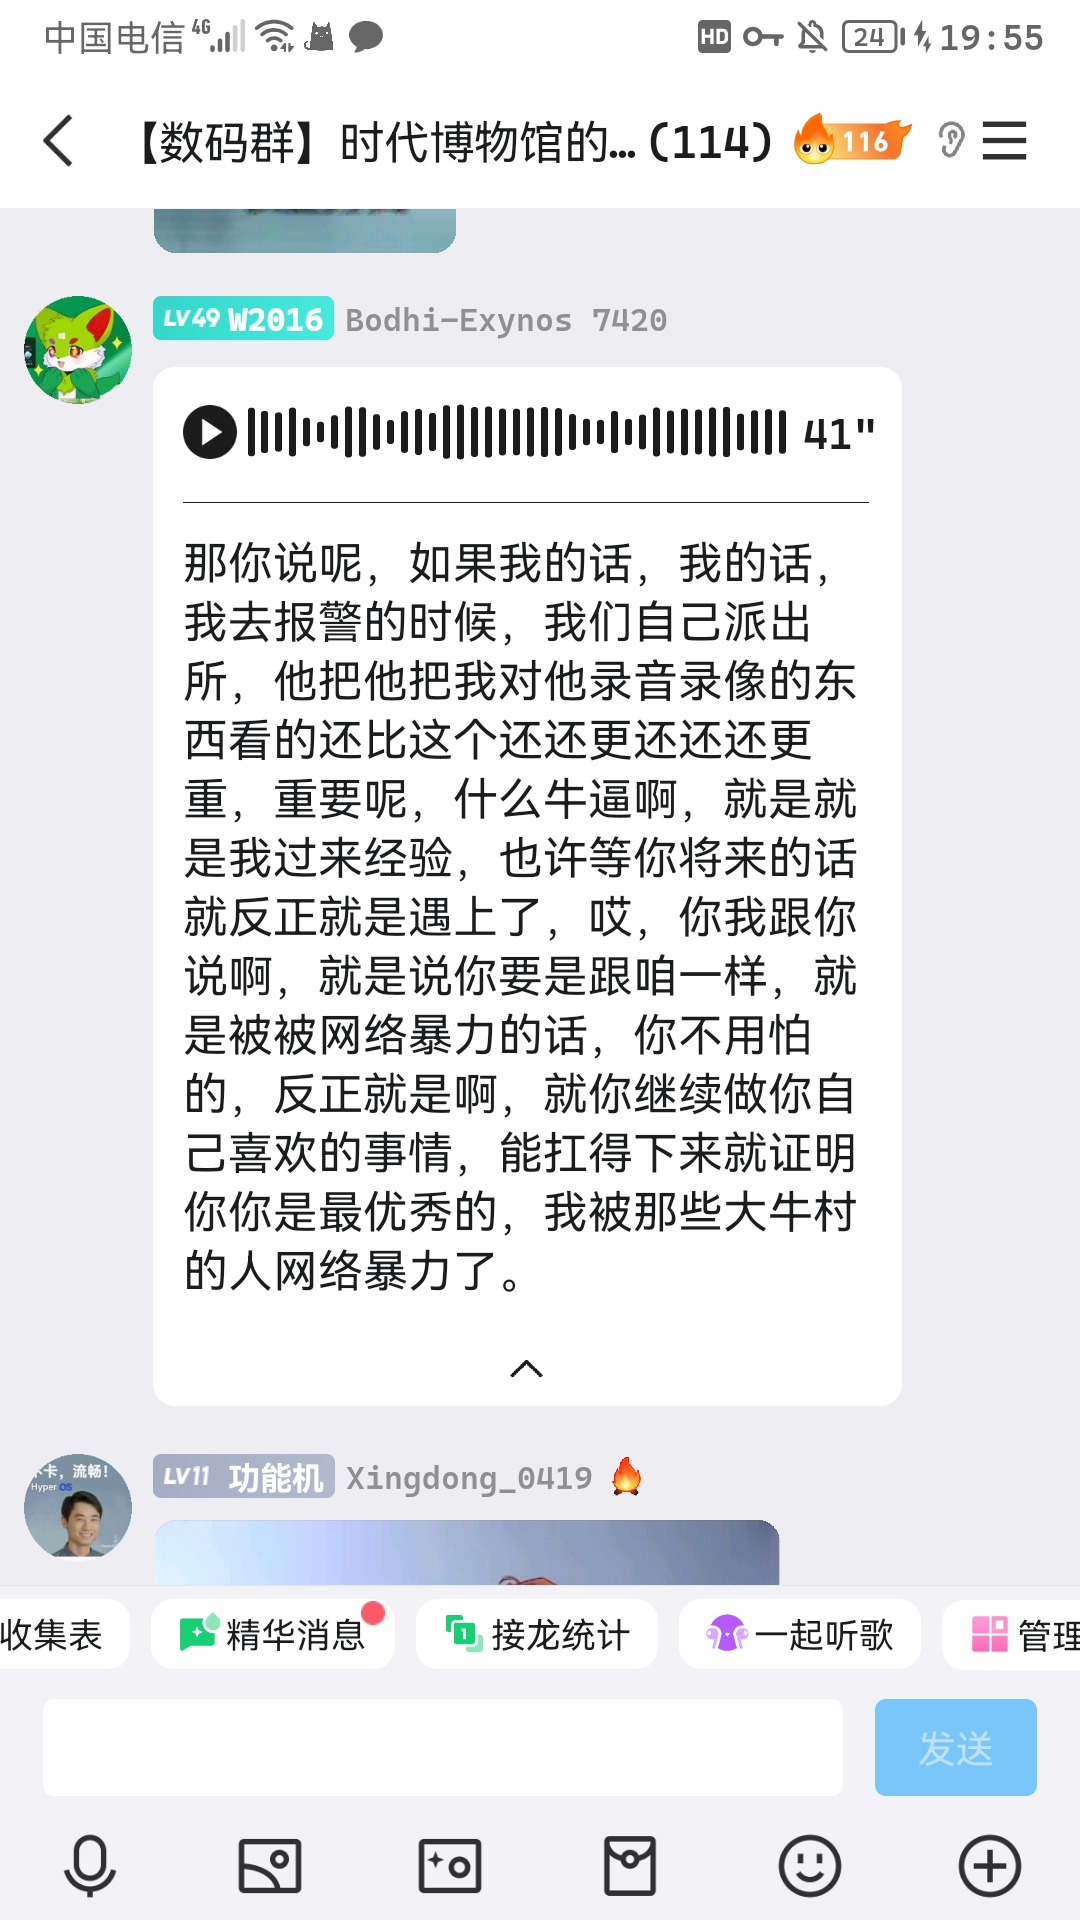 中国电信 4G HD 24 19:55
【数码群】时代博物馆的... (114) 116
LV49 W2016 Bodhi-Exynos 7420
41"
那你说呢，如果我的话，我的话，
我去报警的时候，我们自己派出
所，他把他把我对他录音录像的东
西看的还比这个还还更还还还更
重，重要呢，什么牛逼啊，就是就
是我过来经验，也许等你将来的话
就反正就是遇上了，哎，你我跟你
说啊，就是说你要是跟咱一样，就
是被被网络暴力的话，你不用怕
的，反正就是啊，就你继续做你自
己喜欢的事情，能扛得下来就证明
你你是最优秀的，我被那些大牛村
的人网络暴力了。
卡，流畅！
Hyper OS
LV11 功能机 Xingdong_0419
收集表 精华消息 接龙统计 一起听歌 管理
发送